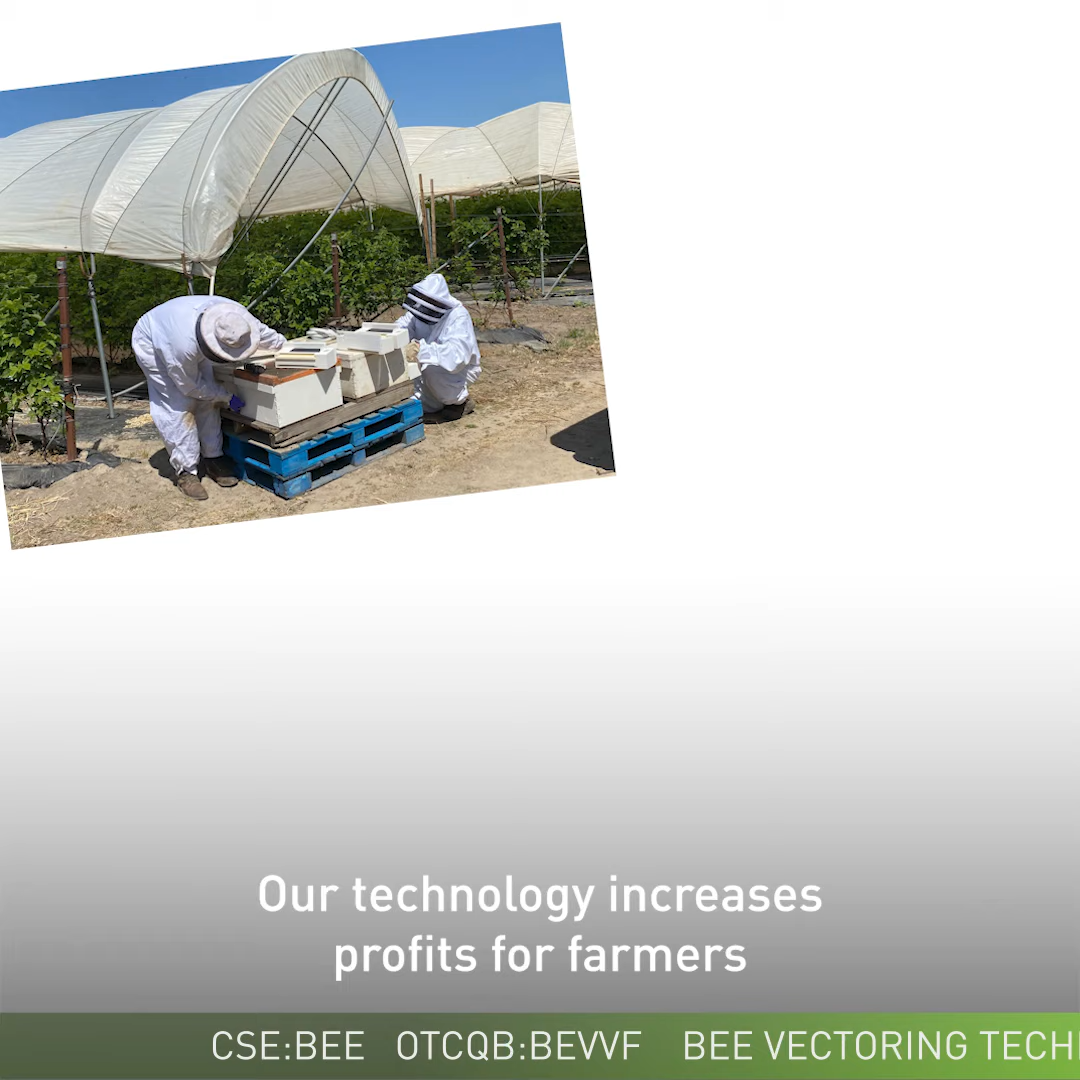 Our technology increases
profits for farmers
CSE:BEE OTCQB:BEVVF BEE VECTORING TECH